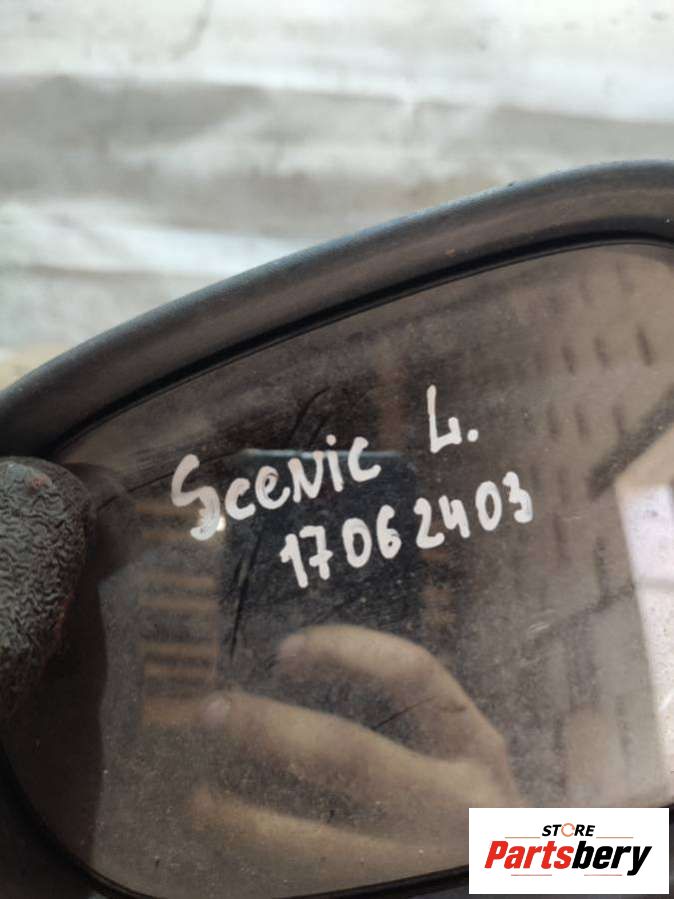 Scenic L.
17062403
STORE
Partsbery